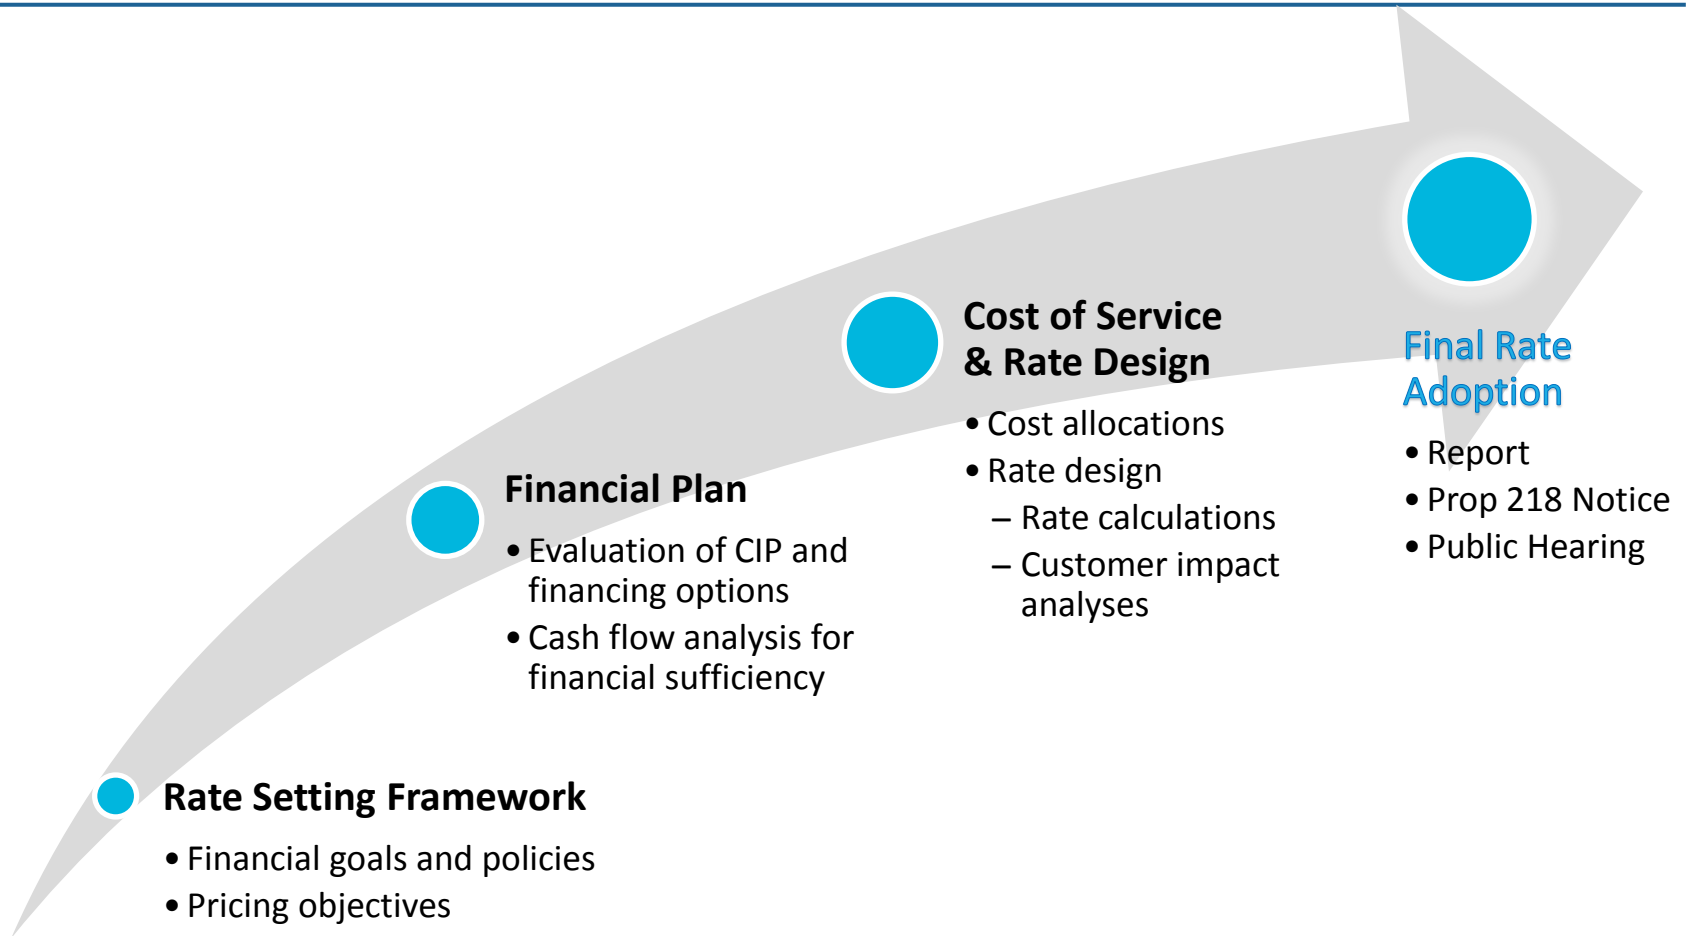 Rate Setting Framework
• Financial goals and policies
• Pricing objectives
Financial Plan
• Evaluation of CIP and
financing options
• Cash flow analysis for
financial sufficiency
Cost of Service
& Rate Design
• Cost allocations
• Rate design
– Rate calculations
– Customer impact
analyses
Final Rate
Adoption
• Report
• Prop 218 Notice
• Public Hearing